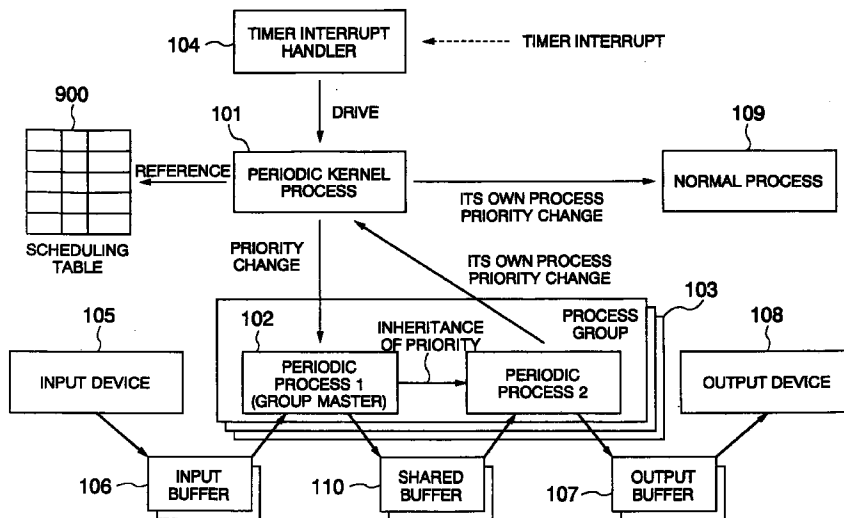 104
TIMER INTERRUPT
HANDLER
TIMER INTERRUPT
900
101
DRIVE
109
REFERENCE
PERIODIC KERNEL
PROCESS
NORMAL PROCESS
ITS OWN PROCESS
PRIORITY CHANGE
SCHEDULING
TABLE
PRIORITY
CHANGE
ITS OWN PROCESS
PRIORITY CHANGE
103
105
102
PROCESS
GROUP
108
INHERITANCE
OF PRIORITY
INPUT DEVICE
PERIODIC
PROCESS 1
(GROUP MASTER)
PERIODIC
PROCESS 2
OUTPUT DEVICE
106
INPUT
BUFFER
110
SHARED
BUFFER
107
OUTPUT
BUFFER